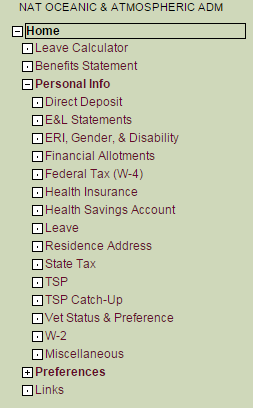 NAT OCEANIC & ATMOSPHERIC ADM
Home
Leave Calculator
Benefits Statement
Personal Info
Direct Deposit
E&L Statements
ERI, Gender, & Disability
Financial Allotments
Federal Tax (W-4)
Health Insurance
Health Savings Account
Leave
Residence Address
State Tax
TSP
TSP Catch-Up
Vet Status & Preference
W-2
Miscellaneous
Preferences
Links